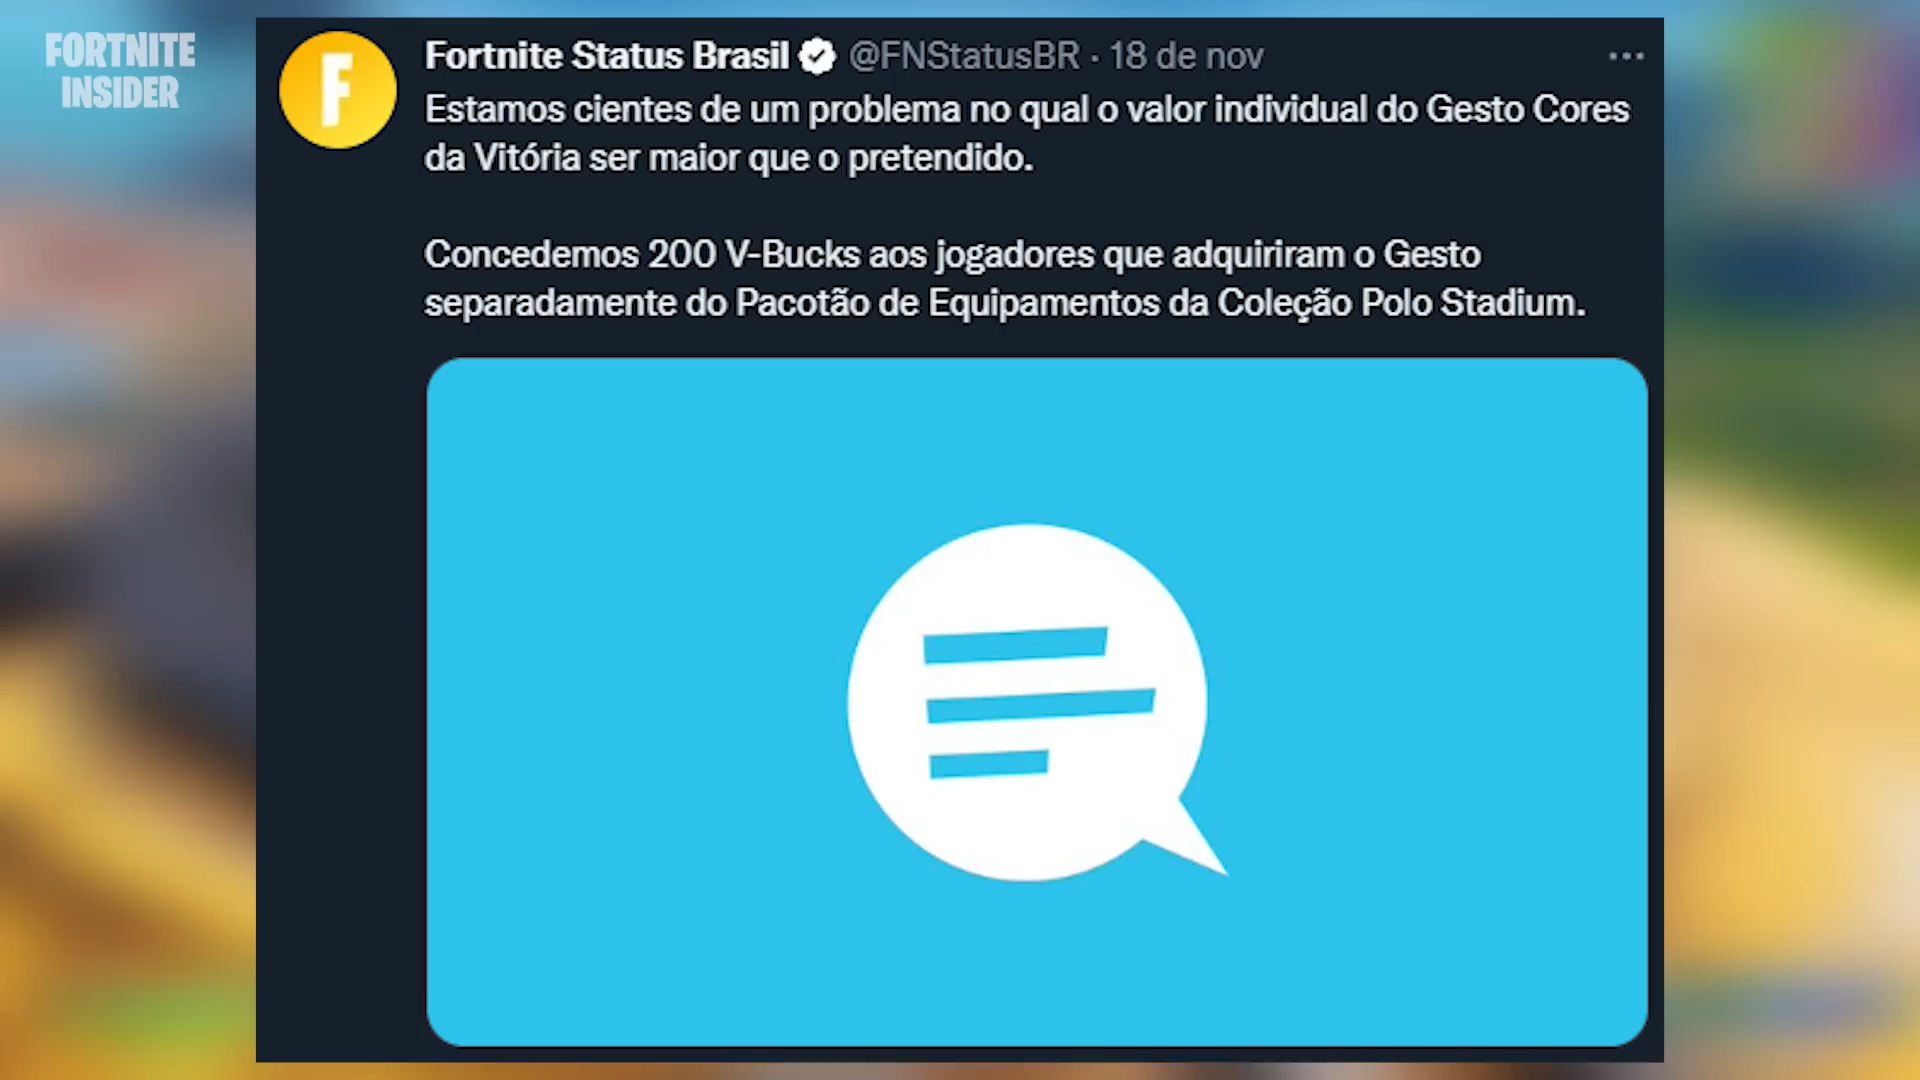 FORTNITE
INSIDER
F
Fortnite Status Brasil @FNStatusBR · 18 de nov
Estamos cientes de um problema no qual o valor individual do Gesto Cores
da Vitória ser maior que o pretendido.
Concedemos 200 V-Bucks aos jogadores que adquiriram o Gesto
separadamente do Pacotão de Equipamentos da Coleção Polo Stadium.